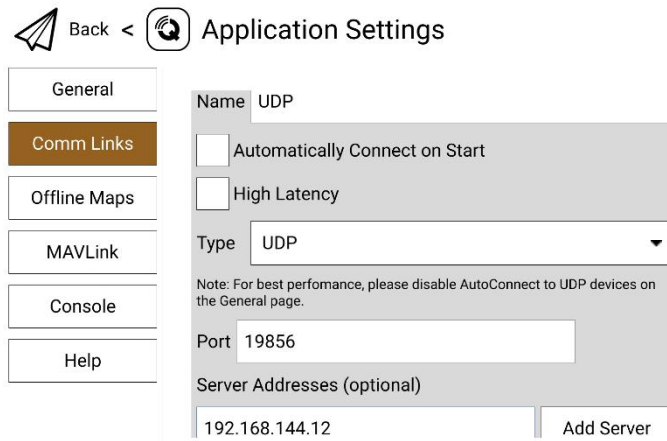 Back < Application Settings
General
Comm Links
Offline Maps
MAVLink
Console
Help
Name UDP
Automatically Connect on Start
High Latency
Type UDP
Note: For best perfomance, please disable AutoConnect to UDP devices on
the General page.
Port 19856
Server Addresses (optional)
192.168.144.12 Add Server